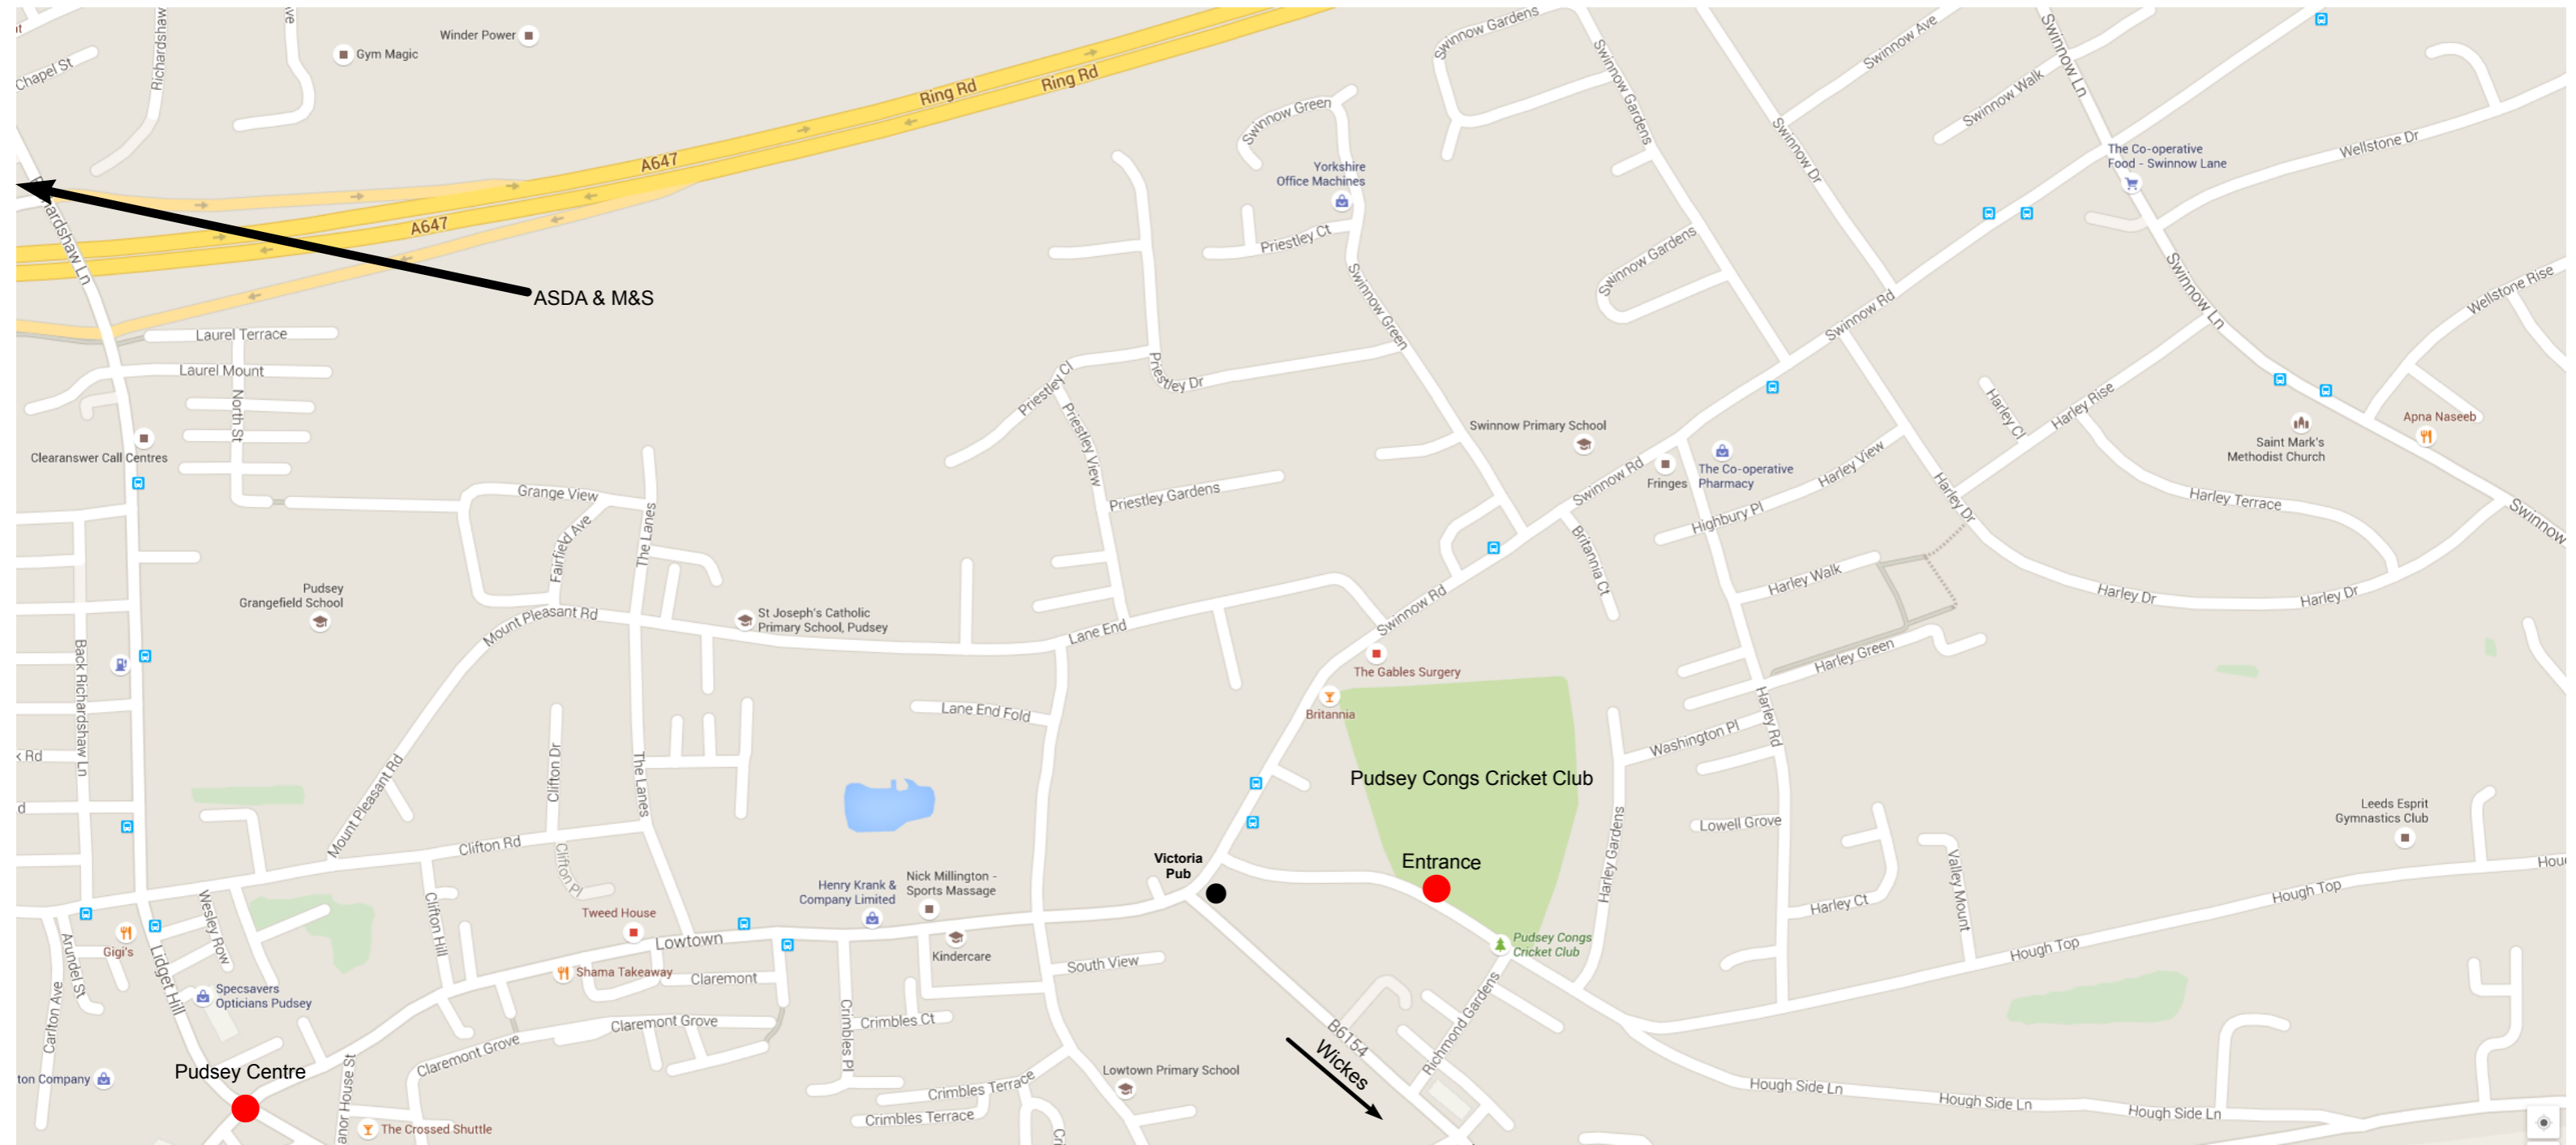 Gym Magic
Winder Power
Chapel St
Richardshaw
Ring Rd
Ring Rd
A647
A647
Richardshaw Ln
ASDA & M&S
Swinnow Gardens
Swinnow Gardens
Swinnow Gardens
Swinnow Green
Swinnow Green
Yorkshire
Office Machines
Priestley Ct
Swinnow Dr
Swinnow Ave
Swinnow Walk
Swinnow Ln
The Co-operative
Food - Swinnow Lane
Wellstone Dr
Swinnow Ln
Wellstone Rise
Swinnow Rd
Laurel Terrace
Laurel Mount
North St
Clearanswer Call Centres
Priestley Cl
Priestley Dr
Priestley View
Priestley Gardens
Swinnow Primary School
Swinnow Rd
Fringes
The Co-operative
Pharmacy
Harley View
Highbury Pl
Harley Cl
Harley Rise
Saint Mark's
Methodist Church
Apna Naseeb
Harley Terrace
Swinnow
Harley Dr
Harley Dr
Harley Dr
Grange View
Fairfield Ave
The Lanes
Pudsey
Grangefield School
Mount Pleasant Rd
St Joseph's Catholic
Primary School, Pudsey
Lane End
Britannia Ct
Harley Walk
Swinnow Rd
The Gables Surgery
Britannia
Harley Green
Back Richardshaw Ln
Lane End Fold
Harley Rd
Washington Pl
Mount Pleasant Rd
Clifton Dr
The Lanes
Pudsey Congs Cricket Club
Leeds Esprit
Gymnastics Club
Lowell Grove
Harley Gardens
Clifton Rd
Clifton Pl
Victoria
Pub
Entrance
Valley Mount
Hough Top
Harley Ct
Henry Krank &
Company Limited
Nick Millington -
Sports Massage
Wesley Row
Clifton Hill
Tweed House
Lowtown
Kindercare
Pudsey Congs
Cricket Club
Hough Top
Gigi's
Arundel St
Lidget Hill
Shama Takeaway
Claremont
South View
Specsavers
Opticians Pudsey
Carlton Ave
Claremont Grove
Crimbles Pl
Crimbles Ct
Richmond Gardens
B6154
Wickes
Claremont Grove
Pudsey Centre
ton Company
Lowtown Primary School
Crimbles Terrace
Crimbles Terrace
anor House St
The Crossed Shuttle
Hough Side Ln
Hough Side Ln
Hough Side Ln